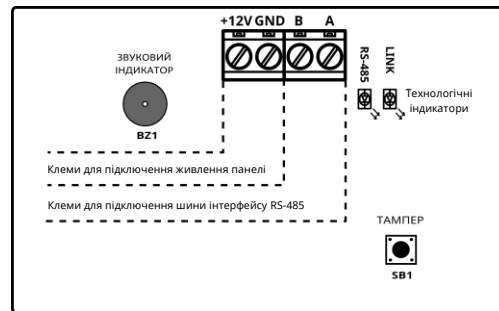 +12V GND B A
ЗВУКОВИЙ
ІНДИКАТОР
BZ1
RS-485
LINK
Технологічні
індикатори
Клеми для підключення живлення панелі
Клеми для підключення шини інтерфейсу RS-485
ТАМПЕР
SB1